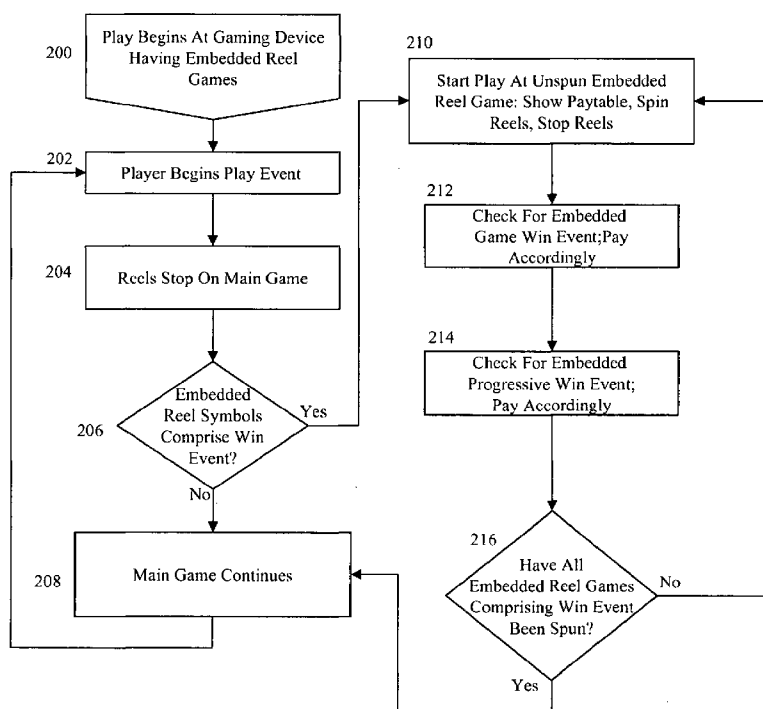 200
Play Begins At Gaming Device
Having Embedded Reel
Games
202
Player Begins Play Event
204
Reels Stop On Main Game
206
Embedded
Reel Symbols
Comprise Win
Event?
Yes
No
208
Main Game Continues
210
Start Play At Unspun Embedded
Reel Game: Show Paytable, Spin
Reels, Stop Reels
212
Check For Embedded
Game Win Event;Pay
Accordingly
214
Check For Embedded
Progressive Win Event;
Pay Accordingly
216
Have All
Embedded Reel Games
Comprising Win Event
Been Spun?
No
Yes